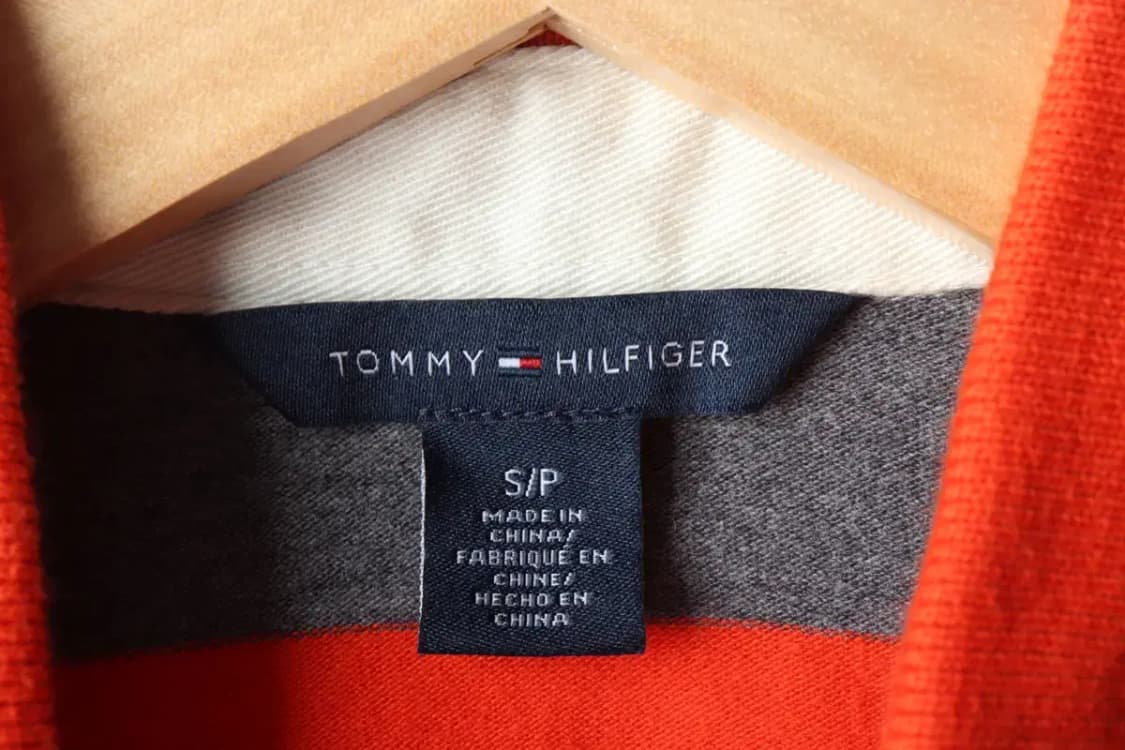 TOMMY HILFIGER
S/P
MADE IN
CHINA/
FABRIQUÉ EN
CHINE/
HECHO EN
CHINA